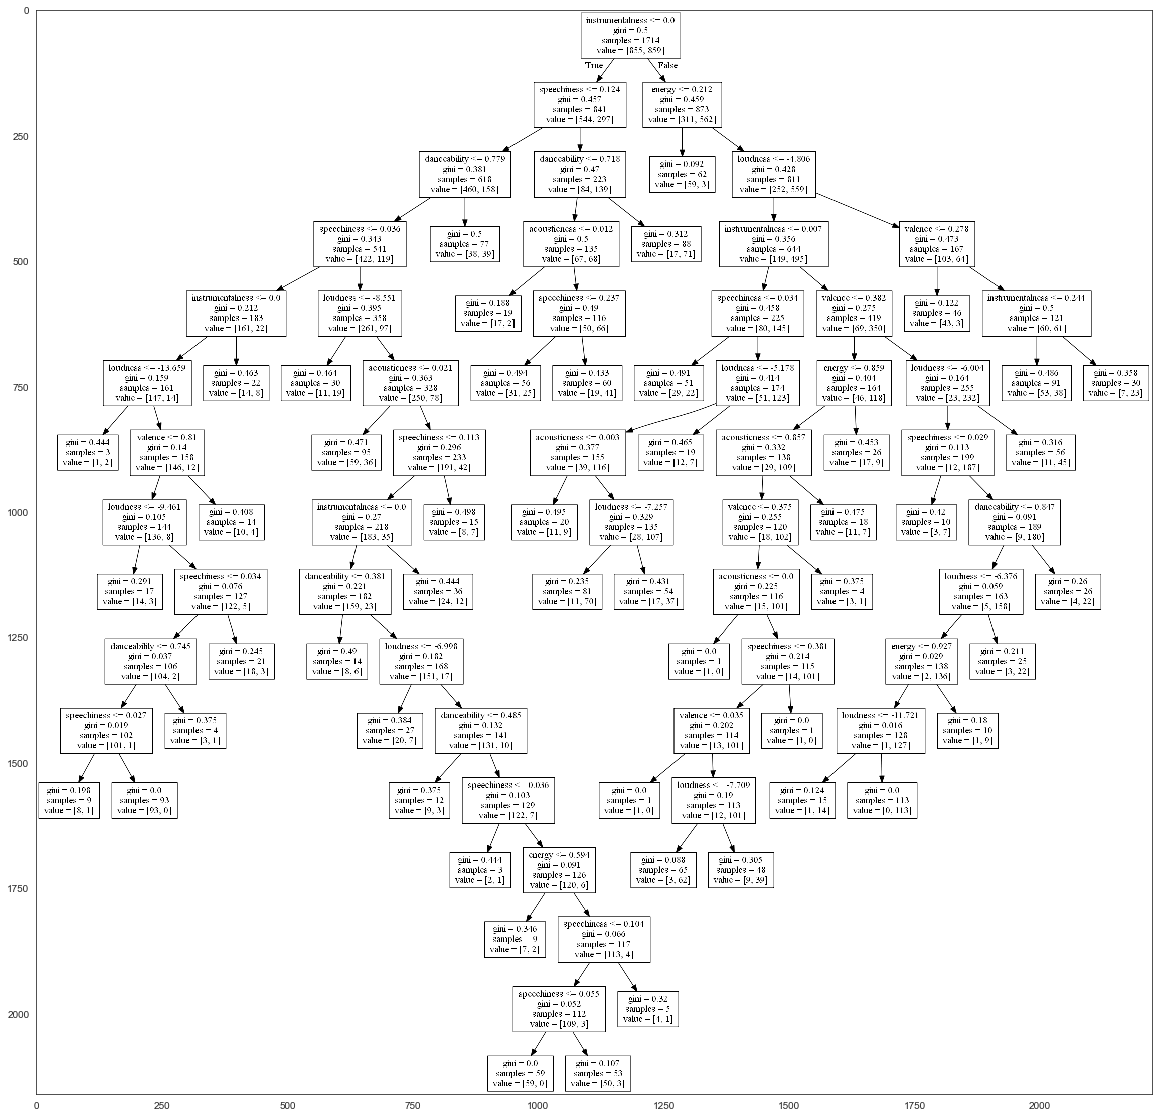 instrumentalness <= 0.0
gini = 0.5
samples = 1714
value = [855, 859]
True
False
speechiness <= 0.124
gini = 0.457
samples = 841
value = [544, 297]
energy <= 0.212
gini = 0.459
samples = 873
value = [311, 562]
danceability <= 0.779
gini = 0.381
samples = 618
value = [460, 158]
danceability <= 0.718
gini = 0.47
samples = 223
value = [84, 139]
gini = 0.092
samples = 62
value = [59, 3]
loudness <= -4.806
gini = 0.428
samples = 811
value = [252, 559]
speechiness <= 0.036
gini = 0.343
samples = 541
value = [422, 119]
gini = 0.5
samples = 77
value = [38, 39]
acousticness <= 0.012
gini = 0.5
samples = 135
value = [67, 68]
gini = 0.312
samples = 88
value = [17, 71]
instrumentalness <= 0.007
gini = 0.356
samples = 644
value = [149, 495]
valence <= 0.278
gini = 0.473
samples = 167
value = [103, 64]
instrumentalness <= 0.0
gini = 0.212
samples = 183
value = [161, 22]
loudness <= -8.551
gini = 0.395
samples = 358
value = [261, 97]
gini = 0.188
samples = 19
value = [17, 2]
speechiness <= 0.237
gini = 0.49
samples = 116
value = [50, 66]
speechiness <= 0.034
gini = 0.458
samples = 225
value = [80, 145]
valence <= 0.382
gini = 0.275
samples = 419
value = [69, 350]
gini = 0.122
samples = 46
value = [43, 3]
instrumentalness <= 0.244
gini = 0.5
samples = 121
value = [60, 61]
loudness <= -13.659
gini = 0.159
samples = 161
value = [147, 14]
gini = 0.463
samples = 22
value = [14, 8]
gini = 0.464
samples = 30
value = [11, 19]
acousticness <= 0.021
gini = 0.363
samples = 328
value = [250, 78]
gini = 0.494
samples = 56
value = [31, 25]
gini = 0.433
samples = 60
value = [19, 41]
gini = 0.491
samples = 51
value = [29, 22]
loudness <= -5.178
gini = 0.414
samples = 174
value = [51, 123]
energy <= 0.859
gini = 0.404
samples = 164
value = [46, 118]
loudness <= -6.004
gini = 0.164
samples = 255
value = [23, 232]
gini = 0.486
samples = 91
value = [53, 38]
gini = 0.358
samples = 30
value = [7, 23]
gini = 0.444
samples = 3
value = [1, 2]
valence <= 0.81
gini = 0.14
samples = 158
value = [146, 12]
gini = 0.471
samples = 95
value = [59, 36]
speechiness <= 0.113
gini = 0.296
samples = 233
value = [191, 42]
acousticness <= 0.003
gini = 0.377
samples = 155
value = [39, 116]
gini = 0.465
samples = 19
value = [12, 7]
acousticness <= 0.857
gini = 0.332
samples = 138
value = [29, 109]
gini = 0.453
samples = 26
value = [17, 9]
speechiness <= 0.029
gini = 0.113
samples = 199
value = [12, 187]
gini = 0.316
samples = 56
value = [11, 45]
loudness <= -9.461
gini = 0.105
samples = 144
value = [136, 8]
gini = 0.408
samples = 14
value = [10, 4]
instrumentalness <= 0.0
gini = 0.27
samples = 218
value = [183, 35]
gini = 0.498
samples = 15
value = [8, 7]
gini = 0.495
samples = 20
value = [11, 9]
loudness <= -7.257
gini = 0.329
samples = 135
value = [28, 107]
valence <= 0.375
gini = 0.255
samples = 120
value = [18, 102]
gini = 0.475
samples = 18
value = [11, 7]
gini = 0.42
samples = 10
value = [3, 7]
danceability <= 0.847
gini = 0.091
samples = 189
value = [9, 180]
gini = 0.291
samples = 17
value = [14, 3]
speechiness <= 0.034
gini = 0.076
samples = 127
value = [122, 5]
danceability <= 0.381
gini = 0.221
samples = 182
value = [159, 23]
gini = 0.444
samples = 36
value = [24, 12]
gini = 0.235
samples = 81
value = [11, 70]
gini = 0.431
samples = 54
value = [17, 37]
acousticness <= 0.0
gini = 0.225
samples = 116
value = [15, 101]
gini = 0.375
samples = 4
value = [3, 1]
loudness <= -6.376
gini = 0.059
samples = 163
value = [5, 158]
gini = 0.26
samples = 26
value = [4, 22]
danceability <= 0.745
gini = 0.037
samples = 106
value = [104, 2]
gini = 0.245
samples = 21
value = [18, 3]
gini = 0.49
samples = 14
value = [8, 6]
loudness <= -6.998
gini = 0.182
samples = 168
value = [151, 17]
gini = 0.0
samples = 1
value = [1, 0]
speechiness <= 0.381
gini = 0.214
samples = 115
value = [14, 101]
energy <= 0.927
gini = 0.029
samples = 138
value = [2, 136]
gini = 0.211
samples = 25
value = [3, 22]
speechiness <= 0.027
gini = 0.019
samples = 102
value = [101, 1]
gini = 0.375
samples = 4
value = [3, 1]
gini = 0.384
samples = 27
value = [20, 7]
danceability <= 0.485
gini = 0.132
samples = 141
value = [131, 10]
valence <= 0.035
gini = 0.202
samples = 114
value = [13, 101]
gini = 0.0
samples = 1
value = [1, 0]
loudness <= -11.721
gini = 0.016
samples = 128
value = [1, 127]
gini = 0.18
samples = 10
value = [1, 9]
gini = 0.198
samples = 9
value = [8, 1]
gini = 0.0
samples = 93
value = [93, 0]
gini = 0.375
samples = 12
value = [9, 3]
speechiness <= 0.036
gini = 0.103
samples = 129
value = [122, 7]
gini = 0.0
samples = 1
value = [1, 0]
loudness <= -7.709
gini = 0.19
samples = 113
value = [12, 101]
gini = 0.124
samples = 15
value = [1, 14]
gini = 0.0
samples = 113
value = [0, 113]
gini = 0.444
samples = 3
value = [2, 1]
energy <= 0.594
gini = 0.091
samples = 126
value = [120, 6]
gini = 0.088
samples = 65
value = [3, 62]
gini = 0.305
samples = 48
value = [9, 39]
gini = 0.346
samples = 9
value = [7, 2]
speechiness <= 0.104
gini = 0.066
samples = 117
value = [113, 4]
speechiness <= 0.055
gini = 0.052
samples = 112
value = [109, 3]
gini = 0.32
samples = 5
value = [4, 1]
gini = 0.0
samples = 59
value = [59, 0]
gini = 0.107
samples = 53
value = [50, 3]
0
250
500
750
1000
1250
1500
1750
2000
0
250
500
750
1000
1250
1500
1750
2000